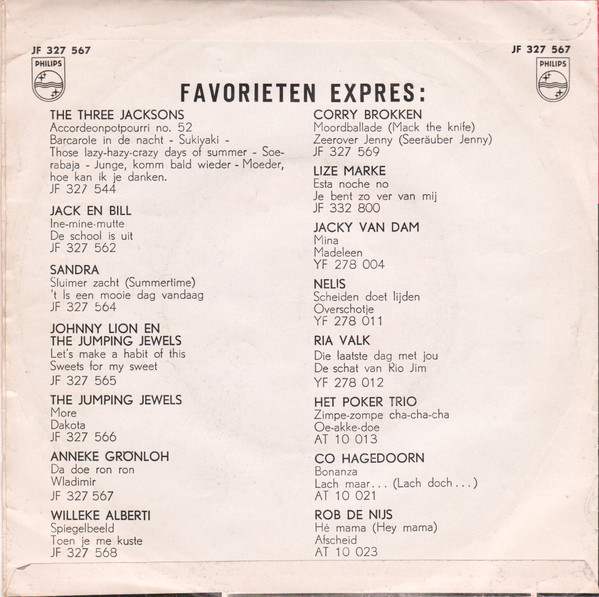 JF 327 567
JF 327 567
PHILIPS
PHILIPS
FAVORIETEN EXPRES:
THE THREE JACKSONS
Accordeonpotpourri no. 52
Barcarole in de nacht - Sukiyaki -
Those lazy-hazy-crazy days of summer - Soe-
rabaja - Junge, komm bald wieder - Moeder,
hoe kan ik je danken.
JF 327 544
JACK EN BILL
Ine-mine-mutte
De school is uit
JF 327 562
SANDRA
Sluimer zacht (Summertime)
't Is een mooie dag vandaag
JF 327 564
JOHNNY LION EN
THE JUMPING JEWELS
Let's make a habit of this
Sweets for my sweet
JF 327 565
THE JUMPING JEWELS
More
Dakota
JF 327 566
ANNEKE GRÖNLOH
Da doe ron ron
Wladimir
JF 327 567
WILLEKE ALBERTI
Spiegelbeeld
Toen je me kuste
JF 327 568
CORRY BROKKEN
Moordballade (Mack the knife)
Zeerover Jenny (Seeräuber Jenny)
JF 327 569
LIZE MARKE
Esta noche no
Je bent zo ver van mij
JF 332 800
JACKY VAN DAM
Mina
Madeleen
YF 278 004
NELIS
Scheiden doet lijden
Overschotje
YF 278 011
RIA VALK
Die laatste dag met jou
De schat van Rio Jim
YF 278 012
HET POKER TRIO
Zimpe-zompe cha-cha-cha
Oe-akke-doe
AT 10 013
CO HAGEDOORN
Bonanza
Lach maar... (Lach doch...)
AT 10 021
ROB DE NIJS
Hé mama (Hey mama)
Afscheid
AT 10 023